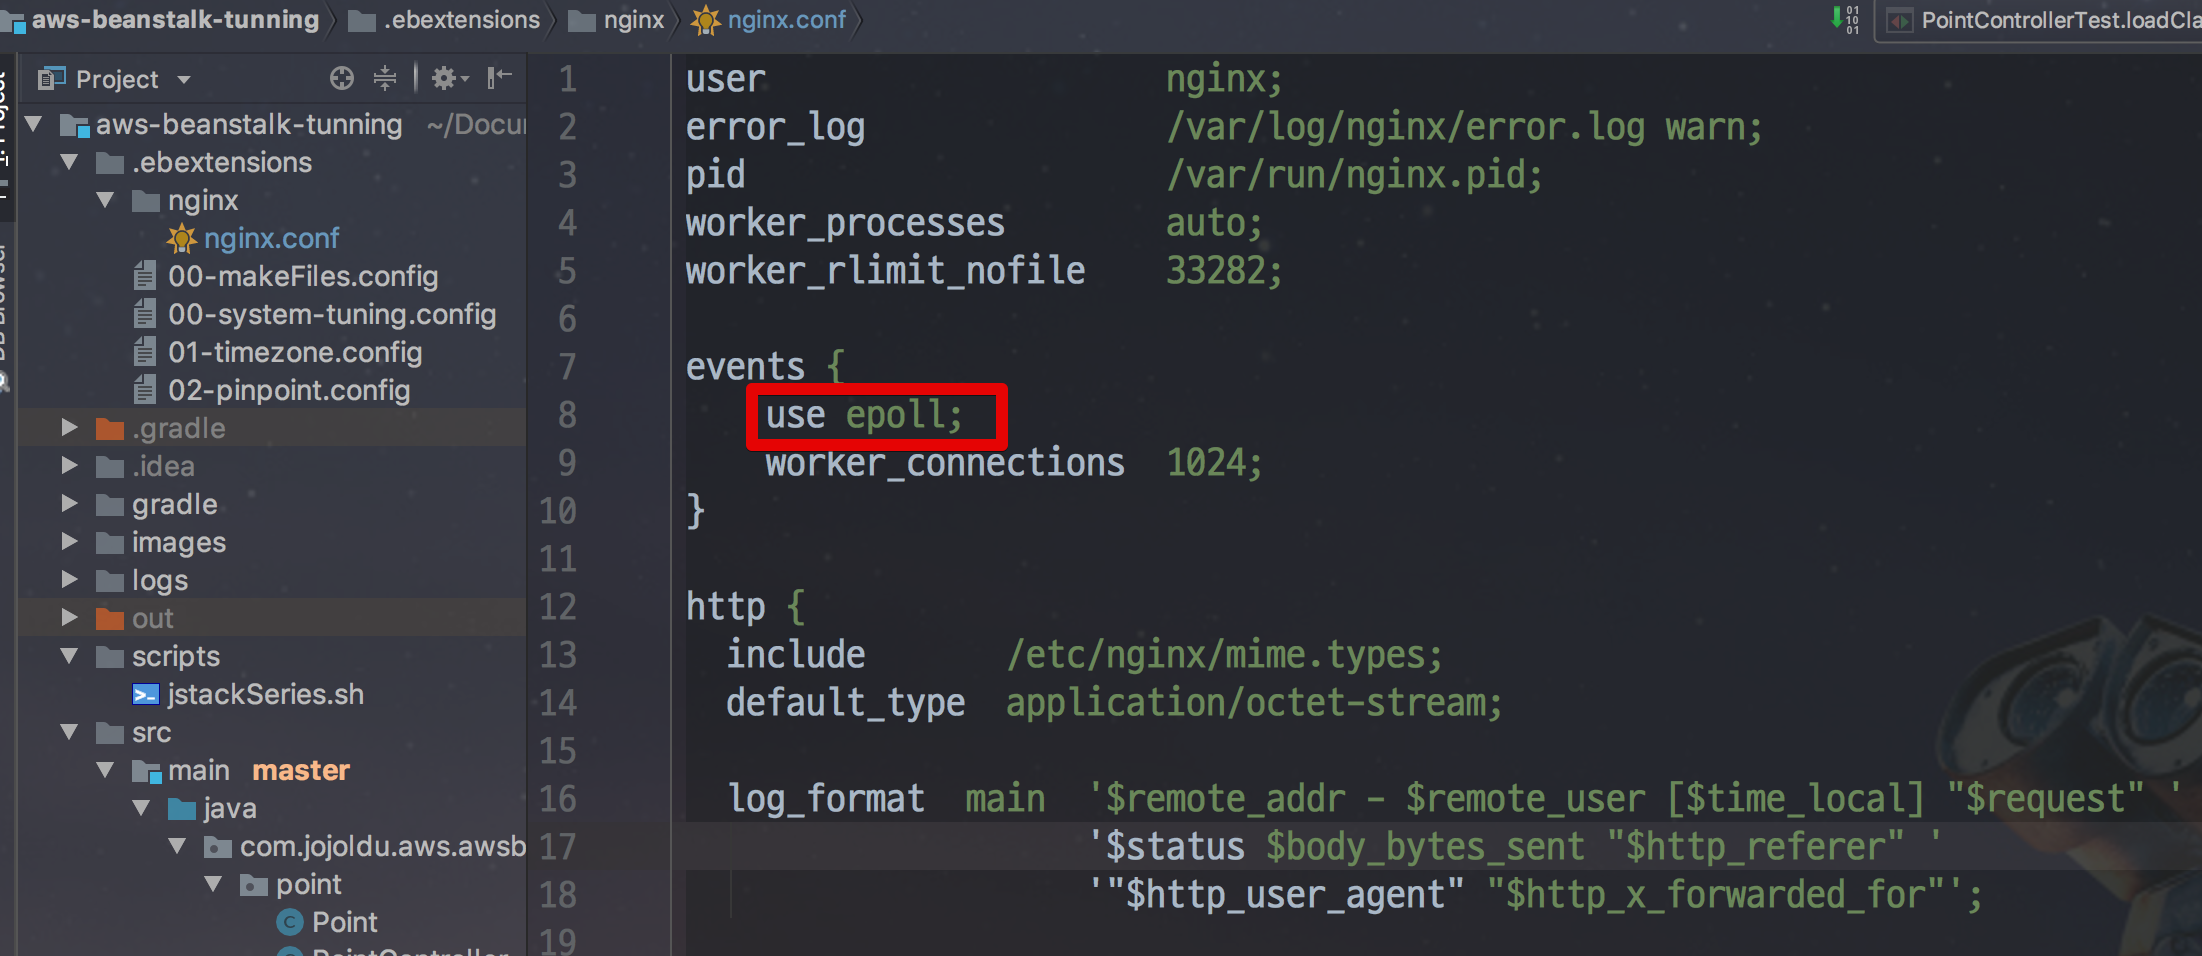 aws-beanstalk-tunning
.ebextensions
nginx
nginx.conf
PointControllerTest.loadCla
Project
aws-beanstalk-tunning ~/Docu
.ebextensions
nginx
nginx.conf
00-makeFiles.config
00-system-tuning.config
01-timezone.config
02-pinpoint.config
.gradle
.idea
gradle
images
logs
out
scripts
jstackSeries.sh
src
main master
java
com.jojoldu.aws.awsb
point
Point
PointController
1 user nginx;
2 error_log /var/log/nginx/error.log warn;
3 pid /var/run/nginx.pid;
4 worker_processes auto;
5 worker_rlimit_nofile 33282;
6
7 events {
8 use epoll;
9 worker_connections 1024;
10 }
11
12 http {
13 include /etc/nginx/mime.types;
14 default_type application/octet-stream;
15
16 log_format main '$remote_addr - $remote_user [$time_local] "$request" '
17 '$status $body_bytes_sent "$http_referer" '
18 '"$http_user_agent" "$http_x_forwarded_for"';
19